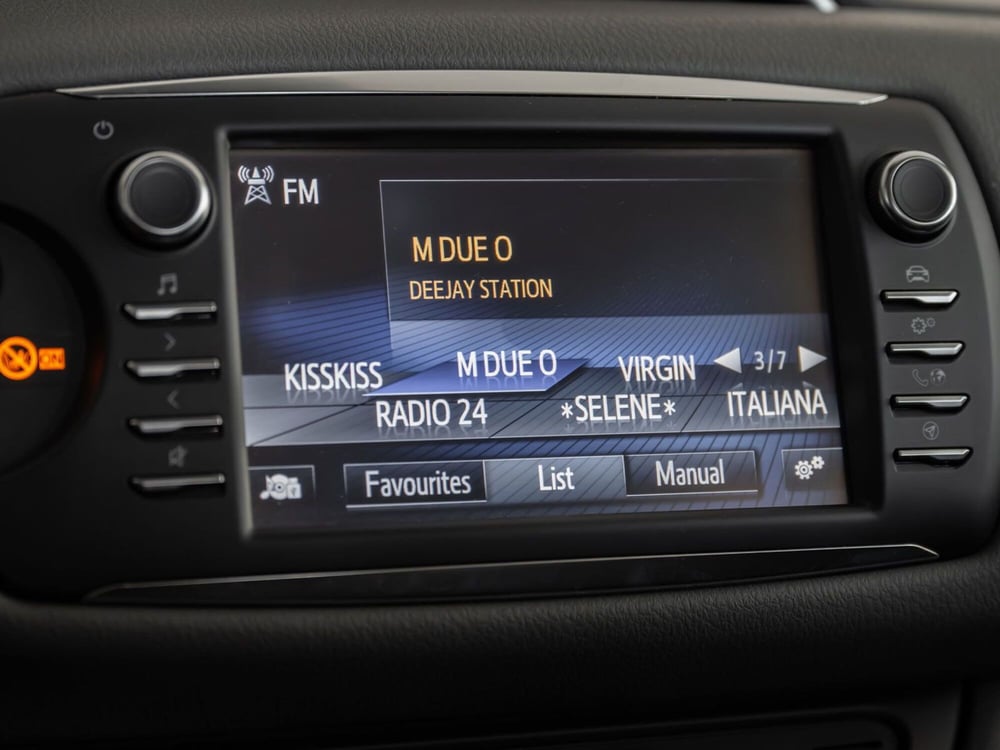 FM
M DUE O
DEEJAY STATION
KISSKISS M DUE O VIRGIN 3/7
RADIO 24 *SELENE* ITALIANA
Favourites List Manual
ON